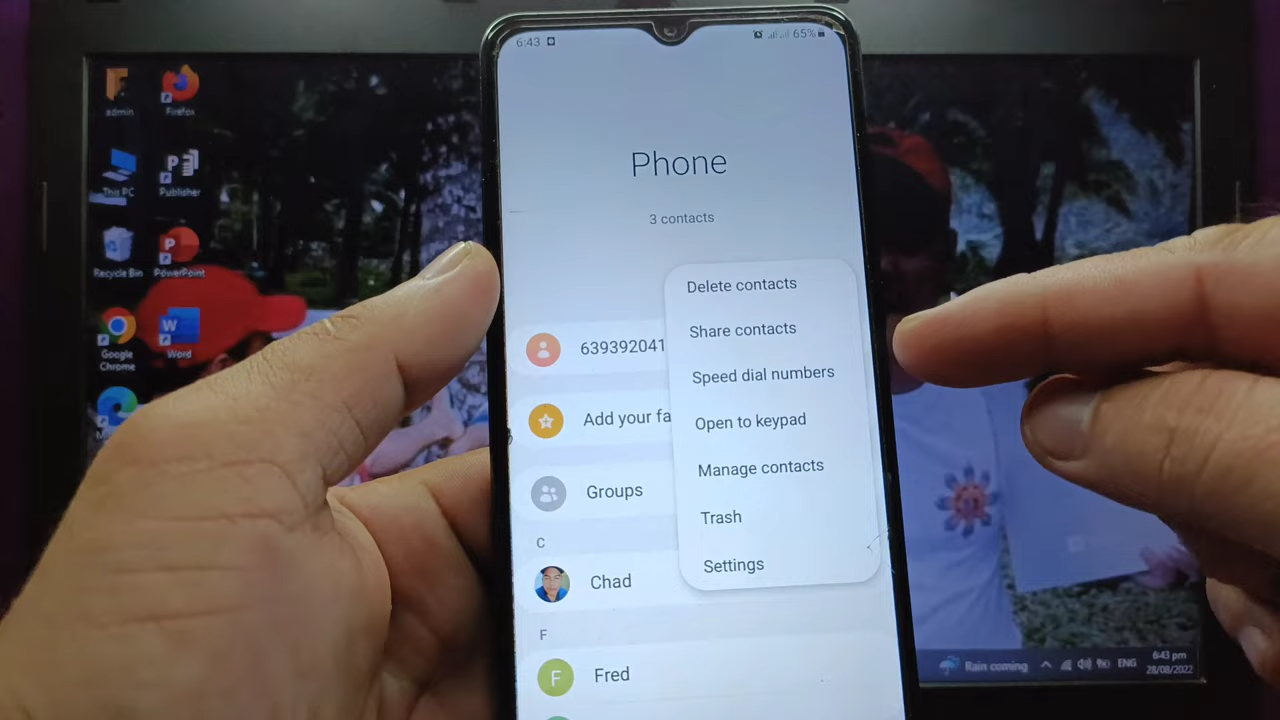 6:43
65%
Phone
3 contacts
Delete contacts
Share contacts
Speed dial numbers
Open to keypad
Manage contacts
Trash
Settings
639392041
Add your fa
Groups
C
Chad
F
F
Fred
admin
Firefox
This PC
Publisher
Recycle Bin
PowerPoint
Google
Chrome
Word
Rain coming
ENG
6:43 pm
28/08/2022